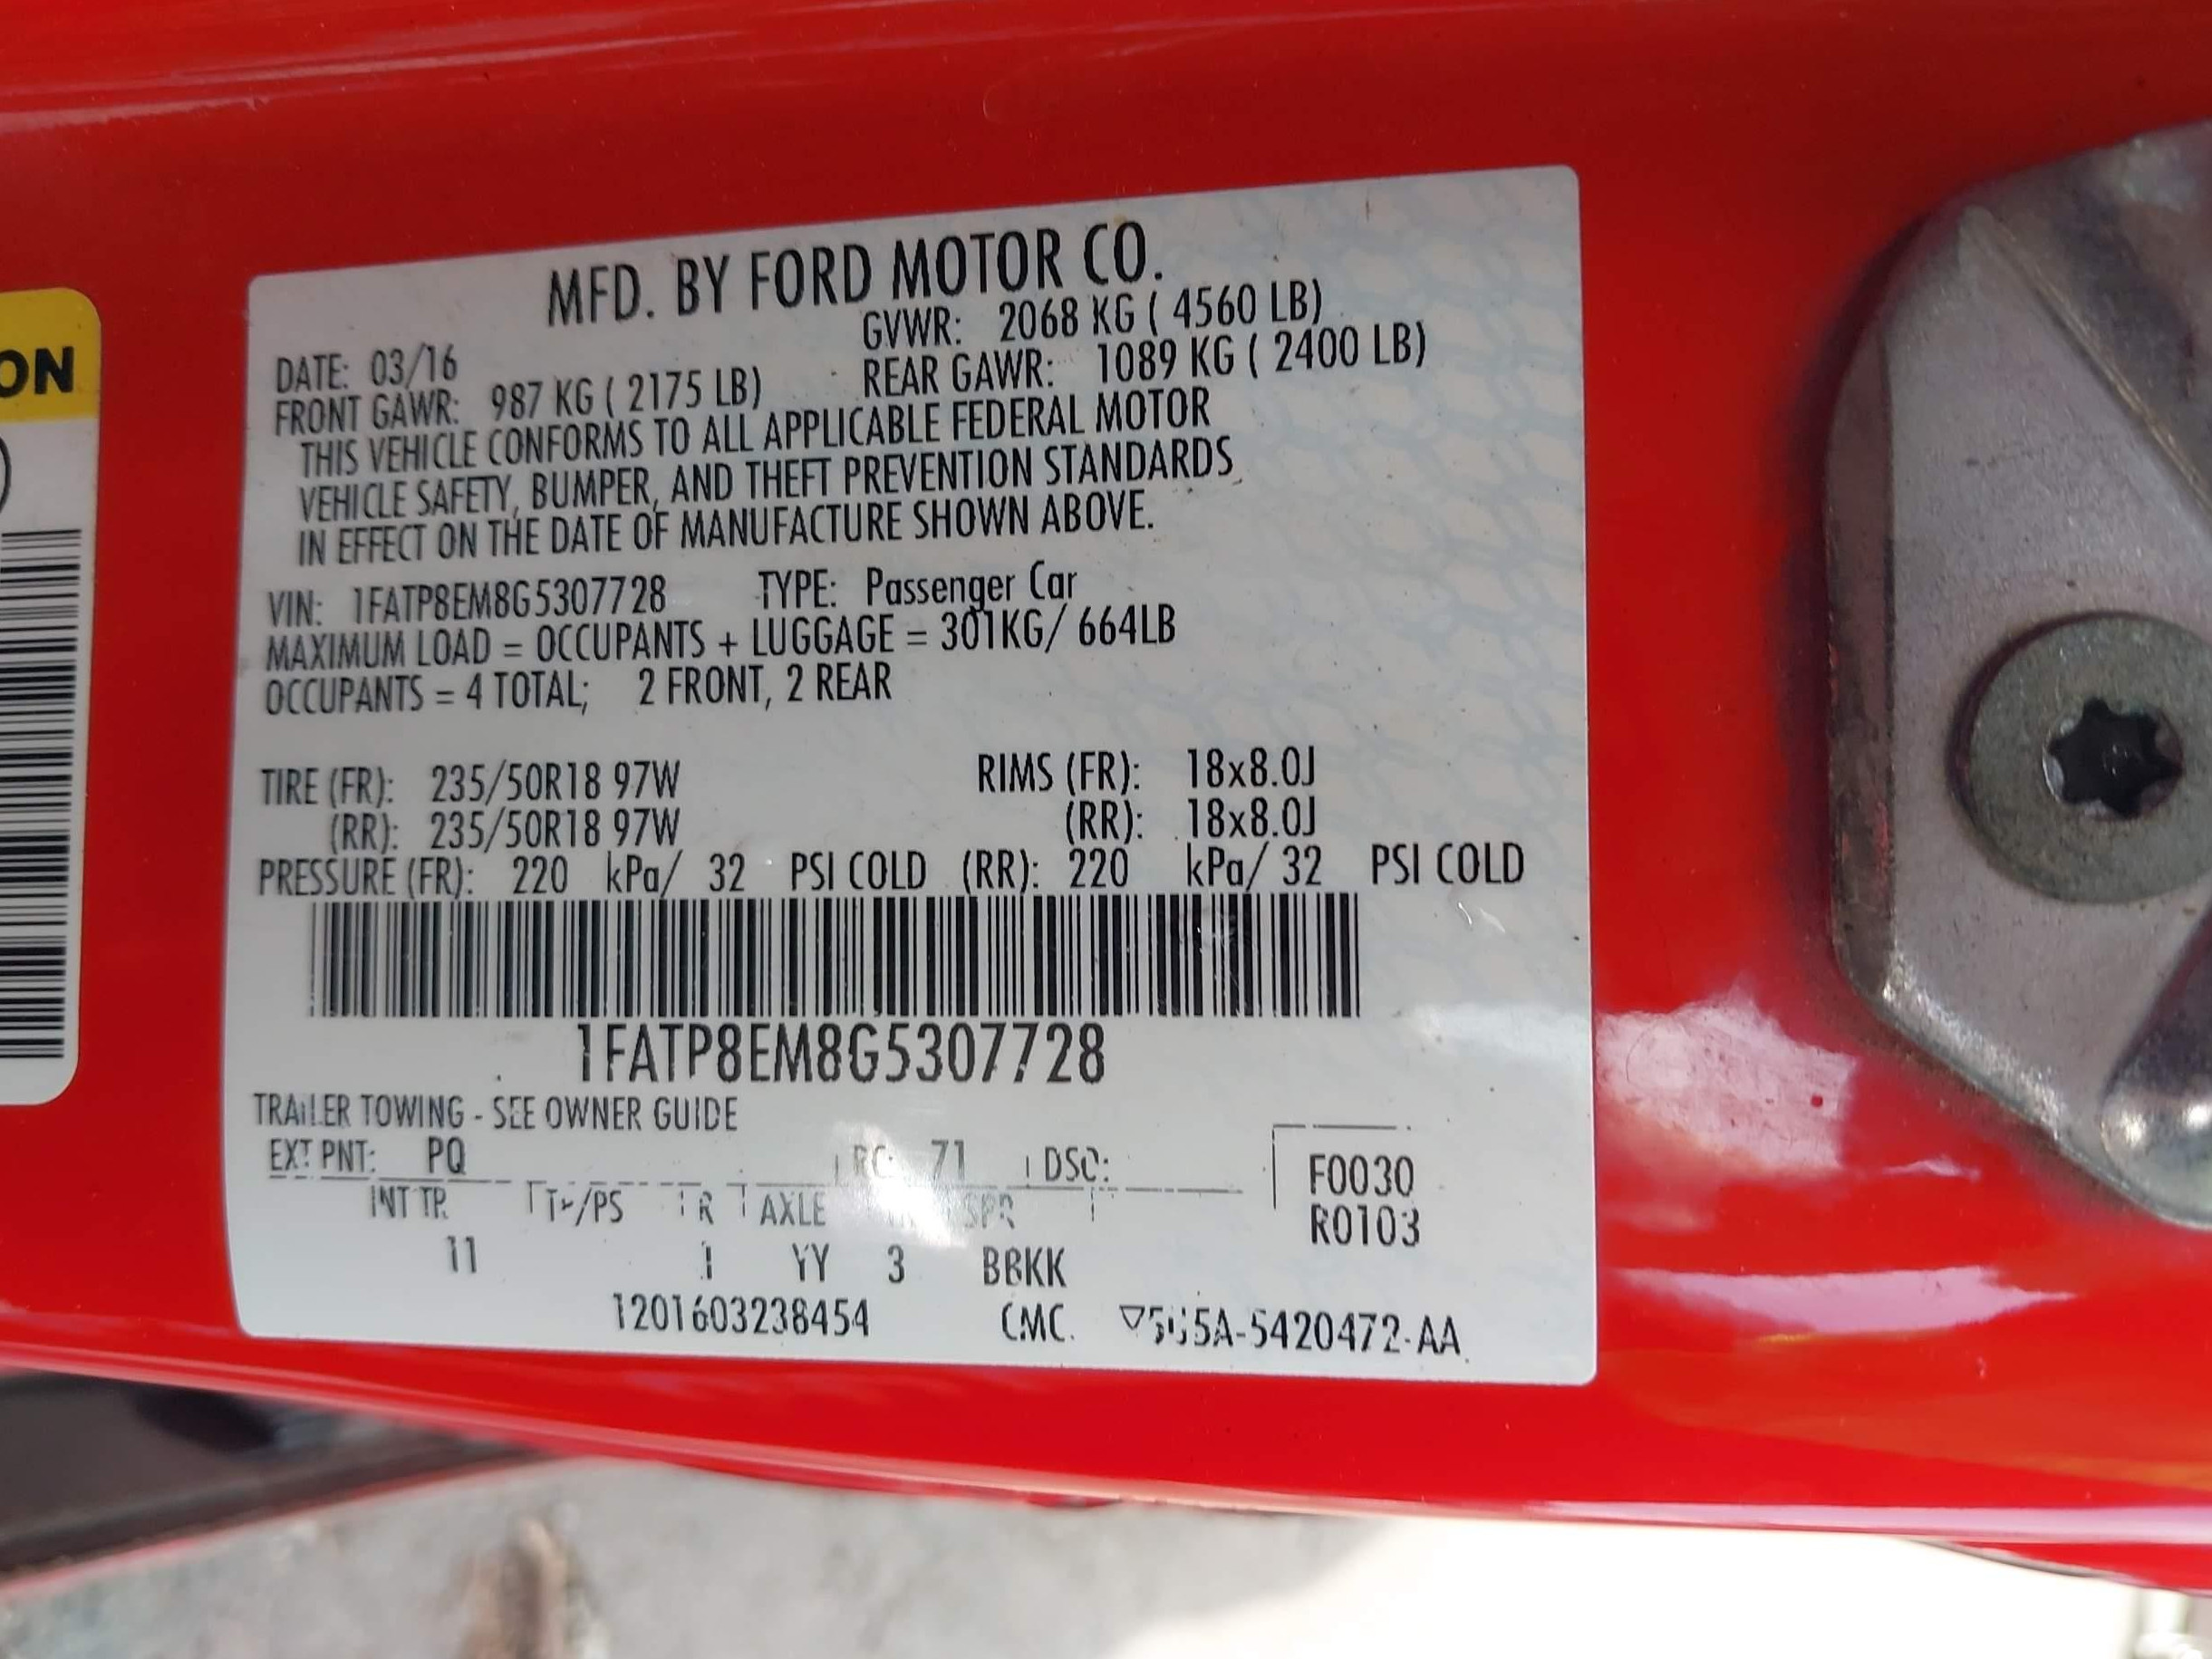 ON
MFD. BY FORD MOTOR CO.
DATE: 03/16 GVWR: 2068 KG ( 4560 LB)
FRONT GAWR: 987 KG ( 2175 LB) REAR GAWR: 1089 KG ( 2400 LB)
THIS VEHICLE CONFORMS TO ALL APPLICABLE FEDERAL MOTOR
VEHICLE SAFETY, BUMPER, AND THEFT PREVENTION STANDARDS
IN EFFECT ON THE DATE OF MANUFACTURE SHOWN ABOVE.
VIN: 1FATP8EM8G5307728 TYPE: Passenger Car
MAXIMUM LOAD = OCCUPANTS + LUGGAGE = 301KG/ 664LB
OCCUPANTS = 4 TOTAL; 2 FRONT, 2 REAR
TIRE (FR): 235/50R18 97W RIMS (FR): 18x8.0J
(RR): 235/50R18 97W (RR): 18x8.0J
PRESSURE (FR): 220 kPa/ 32 PSI COLD (RR): 220 kPa/ 32 PSI COLD
1FATP8EM8G5307728
TRAILER TOWING - SEE OWNER GUIDE
EXT PNT: PQ RC: 71 DSO: F0030
INT TR TP/PS R AXLE SPR R0103
11 1 YY 3 BBKK
1201603238454 CMC